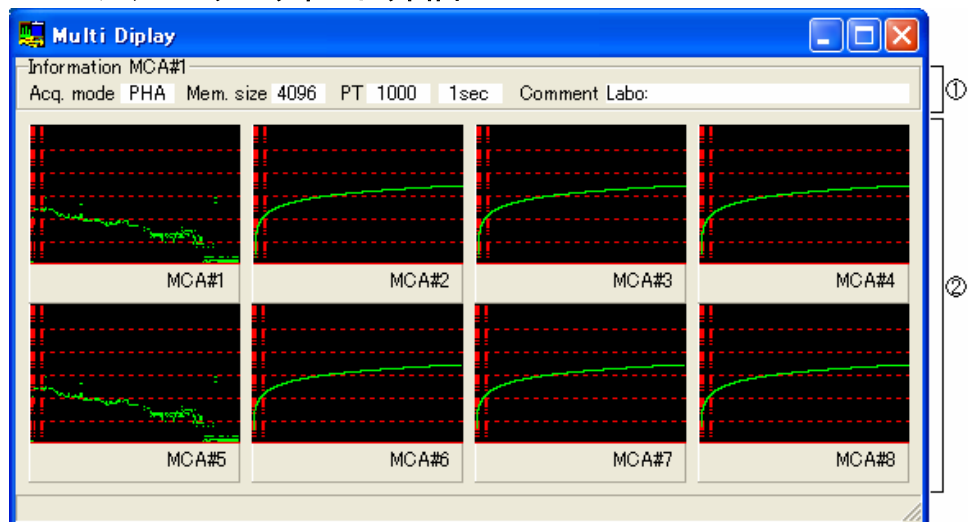 Multi Diplay
Information MCA#1
Acq. mode PHA Mem. size 4096 PT 1000 1sec Comment Labo:
①
MCA#1 MCA#2 MCA#3 MCA#4
②
MCA#5 MCA#6 MCA#7 MCA#8